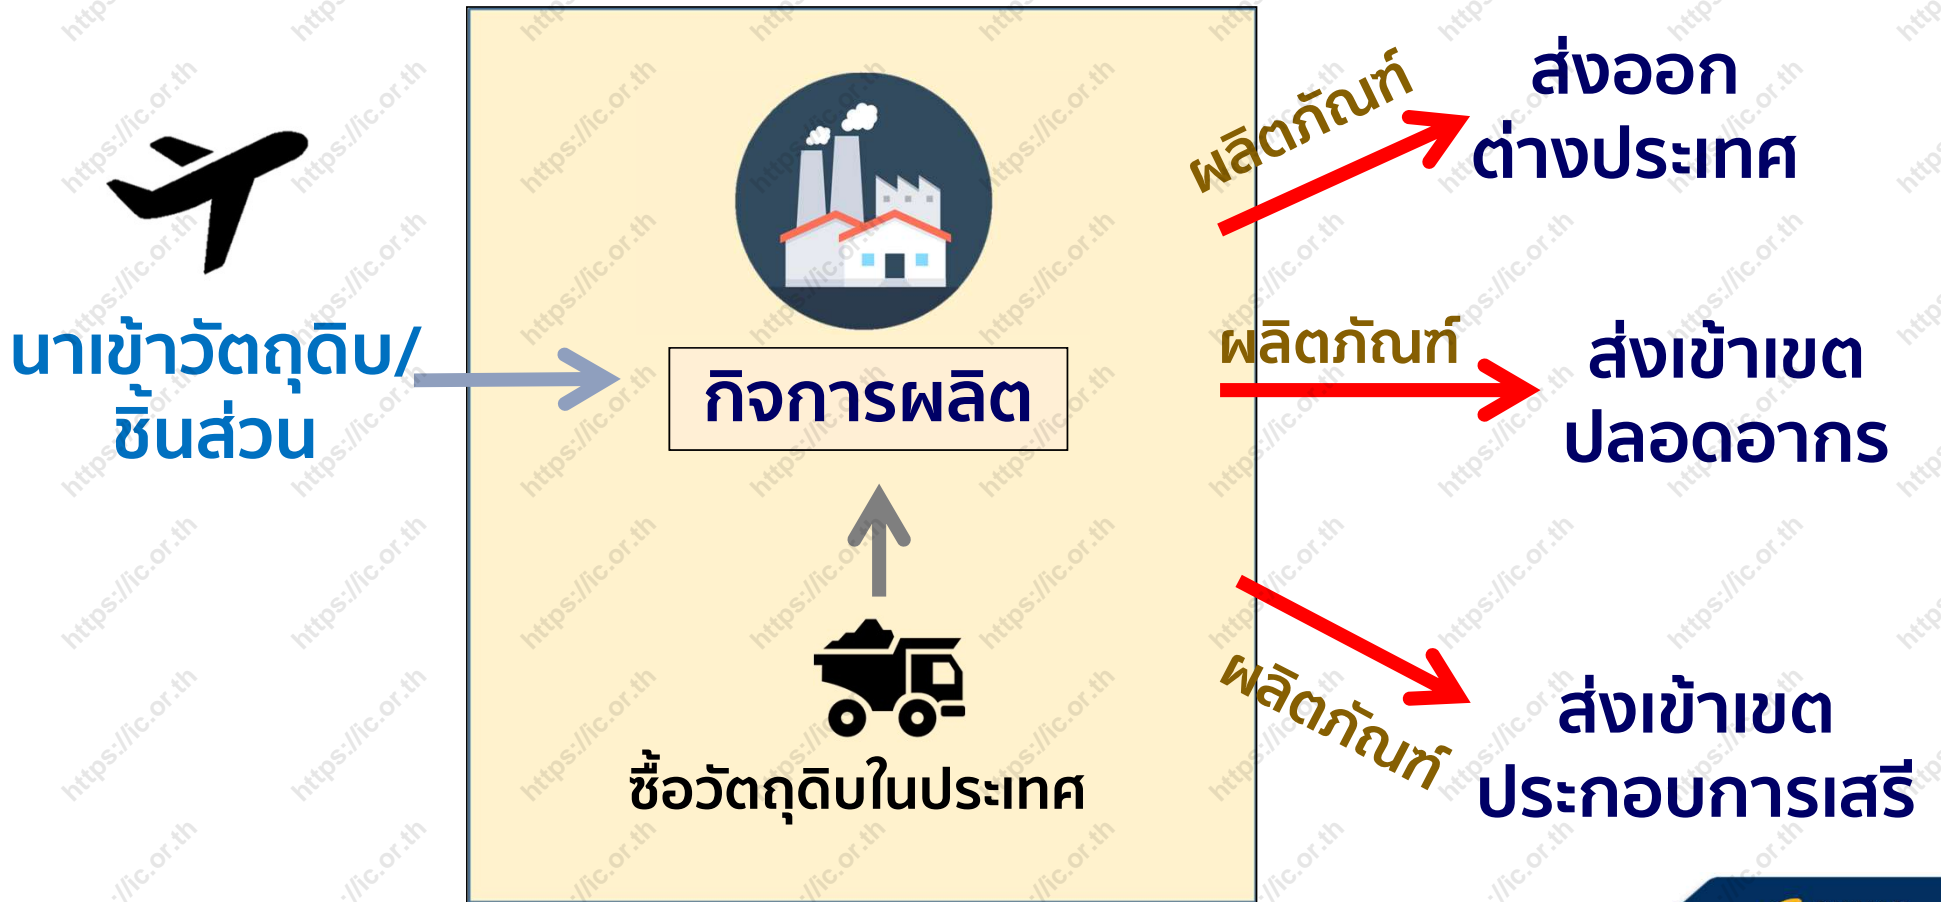 นาเข้าวัตถุดิบ/
ชิ้นส่วน
กิจการผลิต
ซื้อวัตถุดิบในประเทศ
ผลิตภัณฑ์
ส่งออก
ต่างประเทศ
ผลิตภัณฑ์
ส่งเข้าเขต
ปลอดอากร
ผลิตภัณฑ์
ส่งเข้าเขต
ประกอบการเสรี
https://ic.or.th